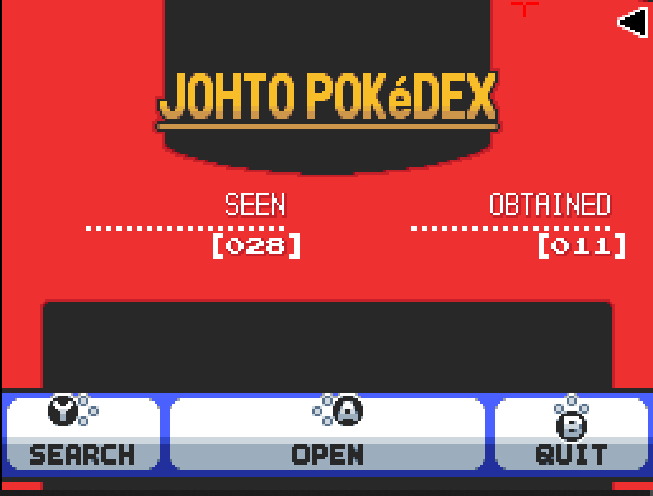 JOHTO POKéDEX
SEEN OBTAINED
[028] [011]
Y A B
SEARCH OPEN QUIT